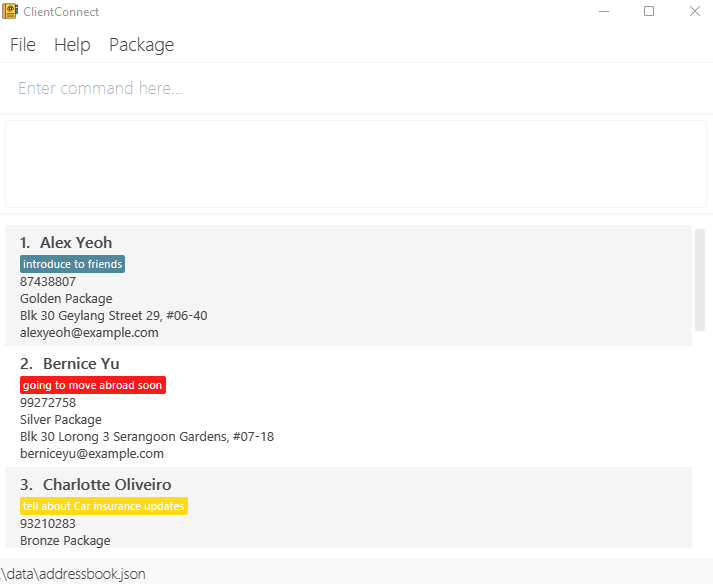 ClientConnect
File Help Package
Enter command here...
1. Alex Yeoh
introduce to friends
87438807
Golden Package
Blk 30 Geylang Street 29, #06-40
alexyeoh@example.com
2. Bernice Yu
going to move abroad soon
99272758
Silver Package
Blk 30 Lorong 3 Serangoon Gardens, #07-18
berniceyu@example.com
3. Charlotte Oliveiro
tell about Car insurance updates
93210283
Bronze Package
.\data\addressbook.json